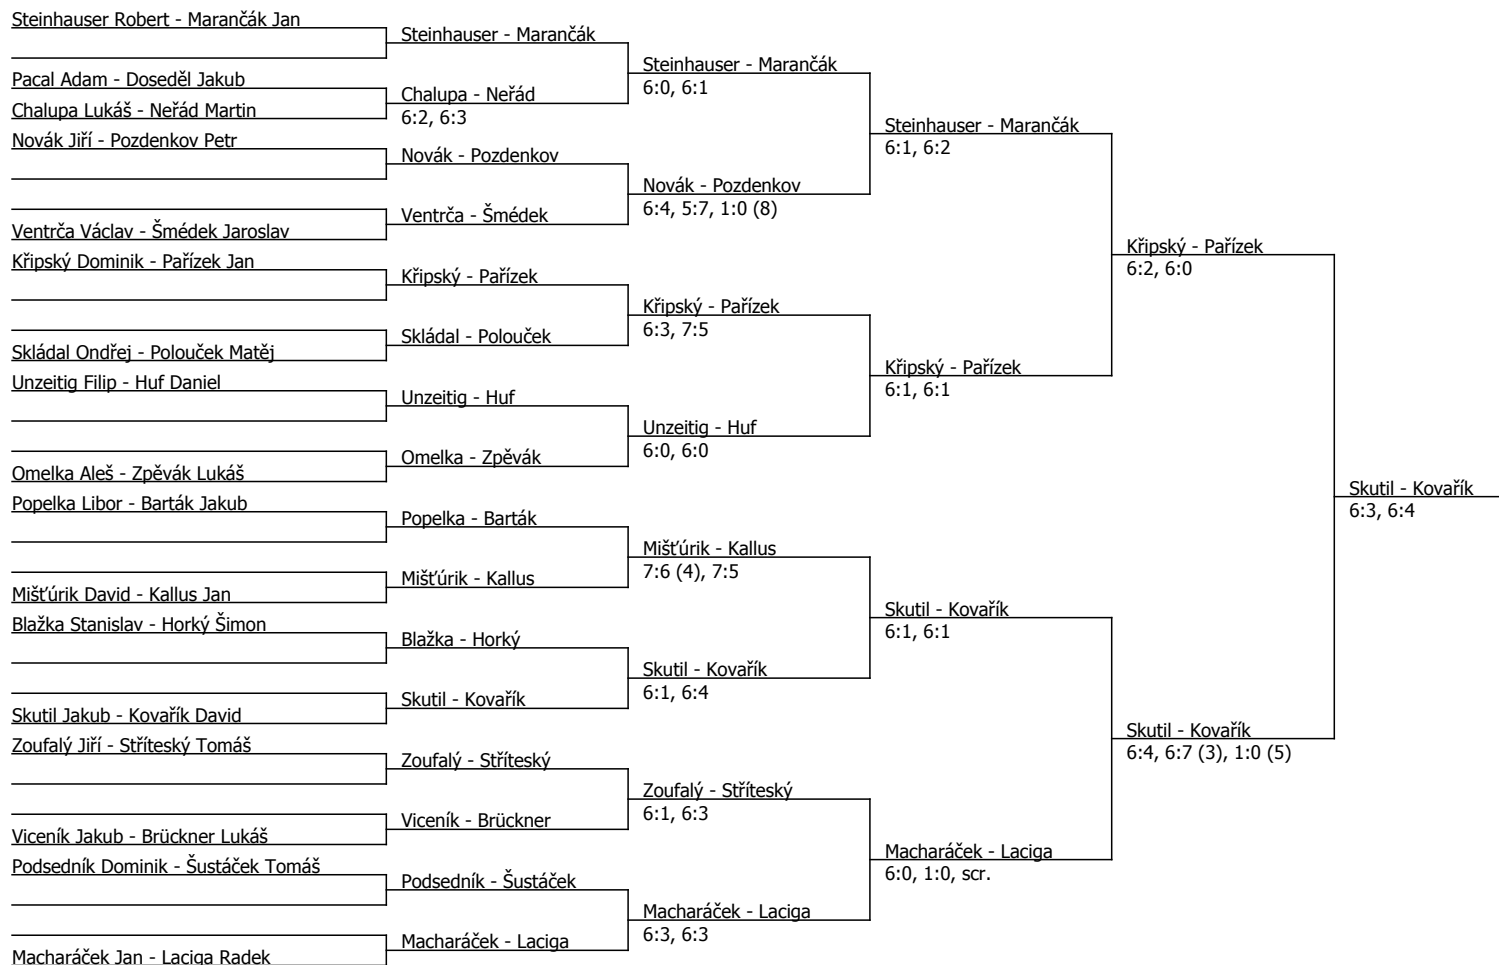 Steinhauser Robert - Marančák Jan
Pacal Adam - Doseděl Jakub
Chalupa Lukáš - Neřád Martin
Novák Jiří - Pozdenkov Petr
Ventrča Václav - Šmédek Jaroslav
Křipský Dominik - Pařízek Jan
Skládal Ondřej - Polouček Matěj
Unzeitig Filip - Huf Daniel
Omelka Aleš - Zpěvák Lukáš
Popelka Libor - Barták Jakub
Mišťúrik David - Kallus Jan
Blažka Stanislav - Horký Šimon
Skutil Jakub - Kovařík David
Zoufalý Jiří - Stříteský Tomáš
Viceník Jakub - Brückner Lukáš
Podsedník Dominik - Šustáček Tomáš
Macharáček Jan - Laciga Radek
Steinhauser - Marančák
Chalupa - Neřád
6:2, 6:3
Novák - Pozdenkov
Ventrča - Šmédek
Křipský - Pařízek
Skládal - Polouček
Unzeitig - Huf
Omelka - Zpěvák
Popelka - Barták
Mišťúrik - Kallus
Blažka - Horký
Skutil - Kovařík
Zoufalý - Stříteský
Viceník - Brückner
Podsedník - Šustáček
Macharáček - Laciga
Steinhauser - Marančák
6:0, 6:1
Novák - Pozdenkov
6:4, 5:7, 1:0 (8)
Křipský - Pařízek
6:3, 7:5
Unzeitig - Huf
6:0, 6:0
Mišťúrik - Kallus
7:6 (4), 7:5
Skutil - Kovařík
6:1, 6:4
Zoufalý - Stříteský
6:1, 6:3
Macharáček - Laciga
6:3, 6:3
Steinhauser - Marančák
6:1, 6:2
Křipský - Pařízek
6:1, 6:1
Skutil - Kovařík
6:1, 6:1
Macharáček - Laciga
6:0, 1:0, scr.
Křipský - Pařízek
6:2, 6:0
Skutil - Kovařík
6:4, 6:7 (3), 1:0 (5)
Skutil - Kovařík
6:3, 6:4